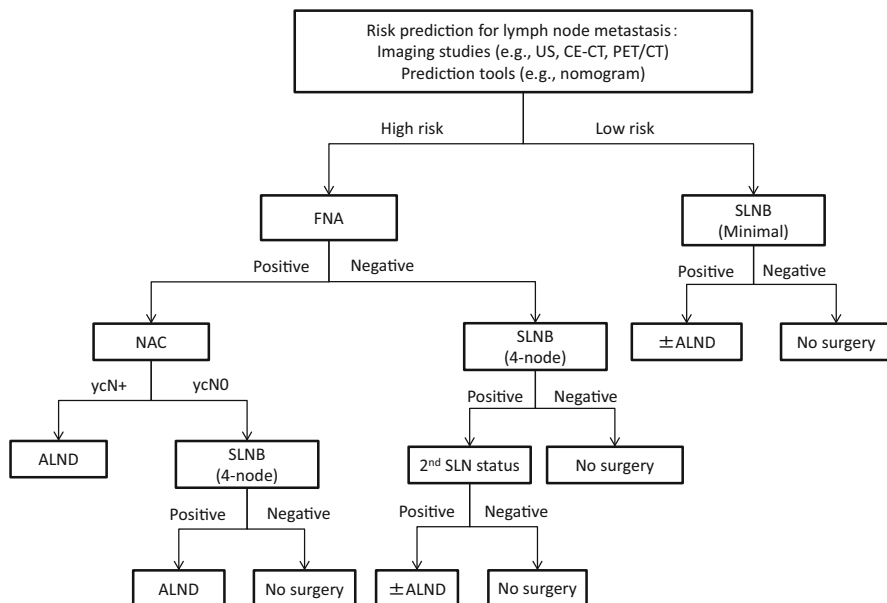 Risk prediction for lymph node metastasis:
Imaging studies (e.g., US, CE-CT, PET/CT)
Prediction tools (e.g., nomogram)
High risk
Low risk
FNA
SLNB
(Minimal)
Positive
Negative
Positive
Negative
NAC
SLNB
(4-node)
±ALND
No surgery
ycN+
ycN0
Positive
Negative
ALND
SLNB
(4-node)
2nd SLN status
No surgery
Positive
Negative
Positive
Negative
ALND
No surgery
±ALND
No surgery